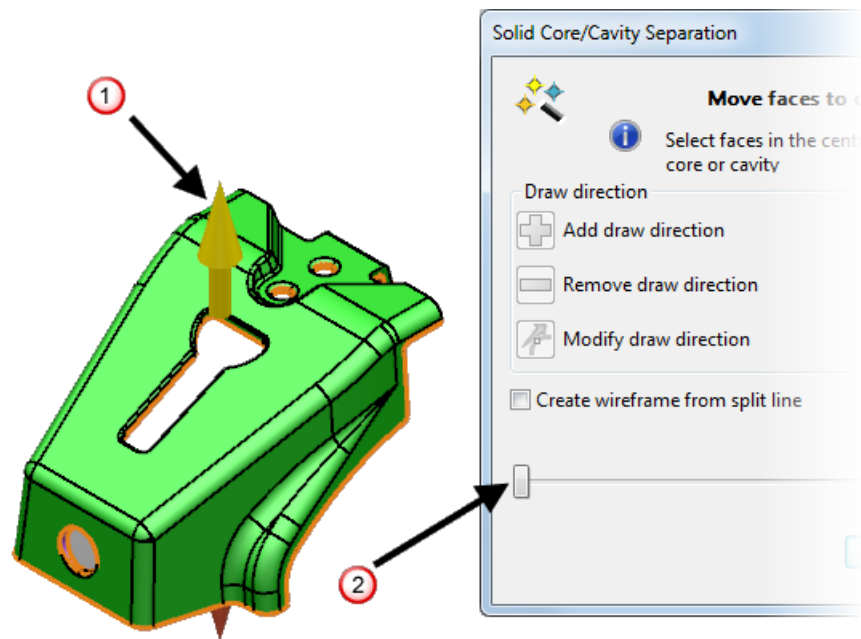 Solid Core/Cavity Separation
1
Move faces to
Select faces in the
core or cavity
Draw direction
Add draw direction
Remove draw direction
Modify draw direction
Create wireframe from split line
2